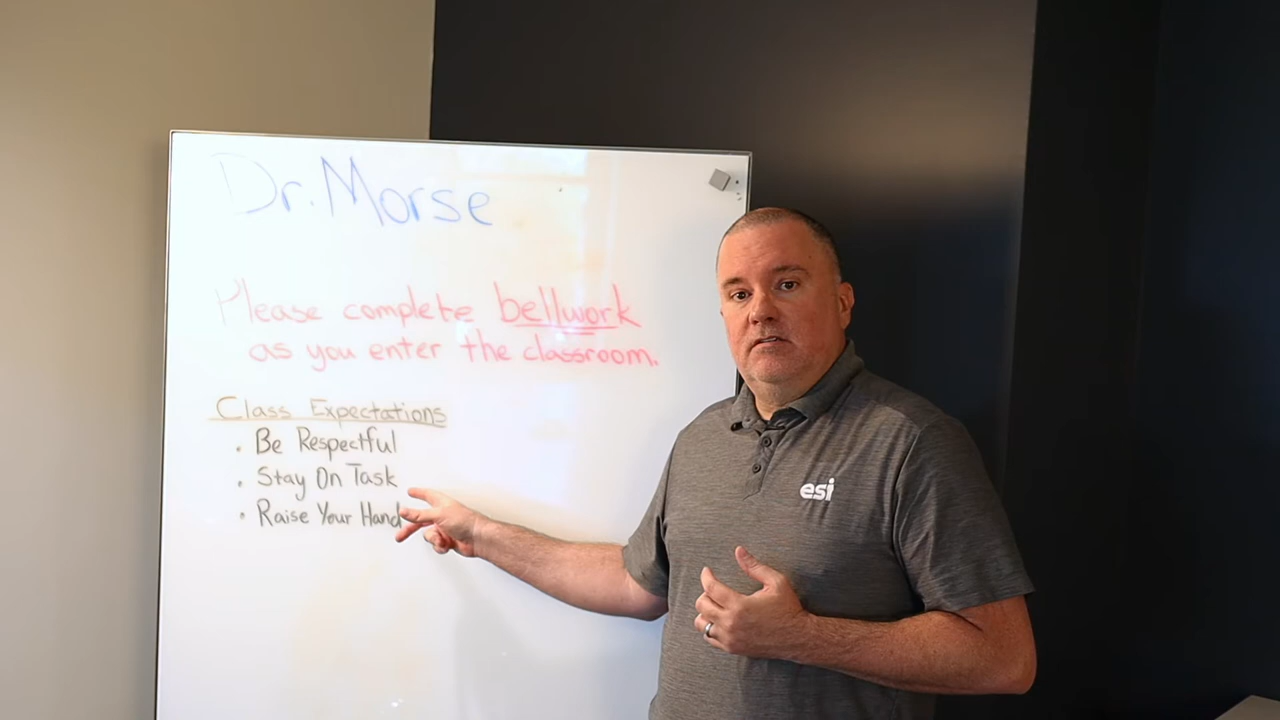 Dr. Morse
Please complete bellwork
as you enter the classroom.
Class Expectations
• Be Respectful
• Stay On Task
• Raise Your Hand
esi